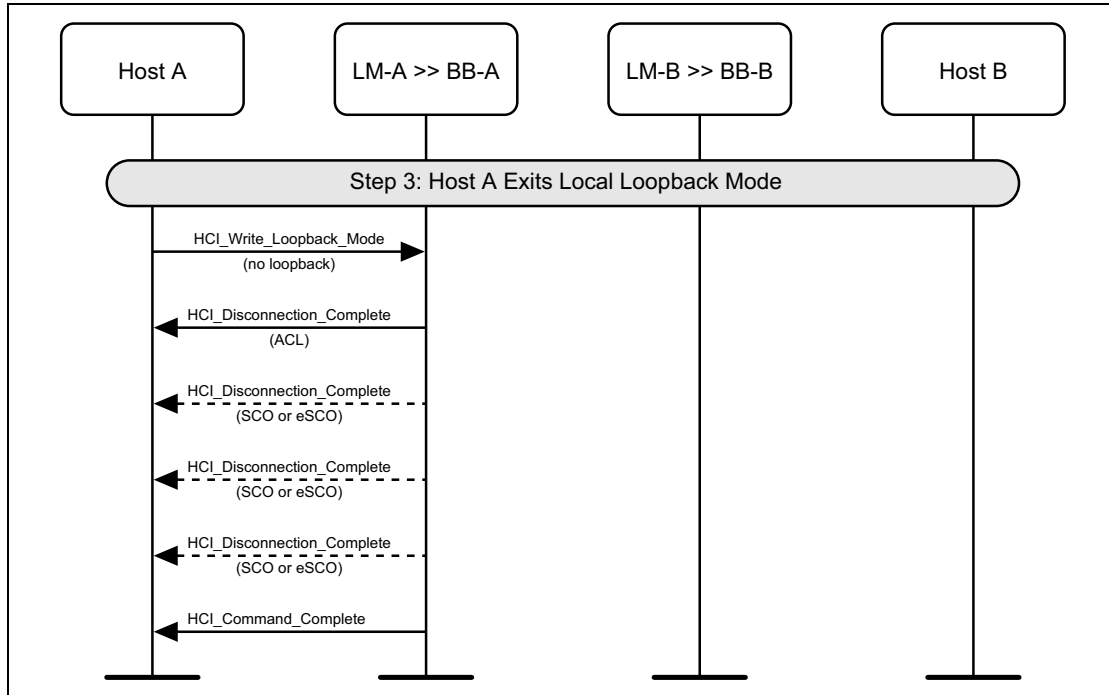 Host A
LM-A >> BB-A
LM-B >> BB-B
Host B
Step 3: Host A Exits Local Loopback Mode
HCI_Write_Loopback_Mode
(no loopback)
HCI_Disconnection_Complete
(ACL)
HCI_Disconnection_Complete
(SCO or eSCO)
HCI_Disconnection_Complete
(SCO or eSCO)
HCI_Disconnection_Complete
(SCO or eSCO)
HCI_Command_Complete